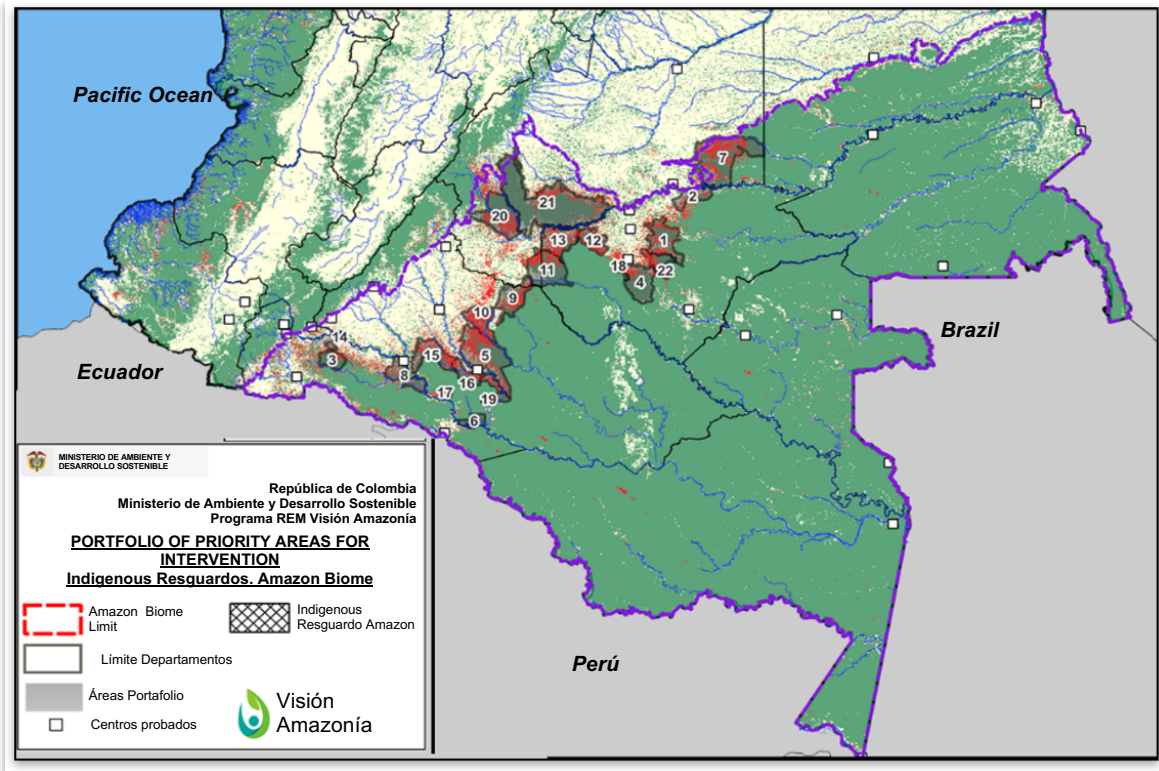 Pacific Ocean
7
2
21
20
1
13
12
18
22
11
4
9
10
Brazil
14
3
15
5
Ecuador
8
16
17
19
6
MINISTERIO DE AMBIENTE Y
DESARROLLO SOSTENIBLE
República de Colombia
Ministerio de Ambiente y Desarrollo Sostenible
Programa REM Visión Amazonía
PORTFOLIO OF PRIORITY AREAS FOR
INTERVENTION
Indigenous Resguardos. Amazon Biome
Amazon Biome
Limit
Indigenous
Resguardo Amazon
Límite Departamentos
Áreas Portafolio
Centros probados
Visión
Amazonía
Perú